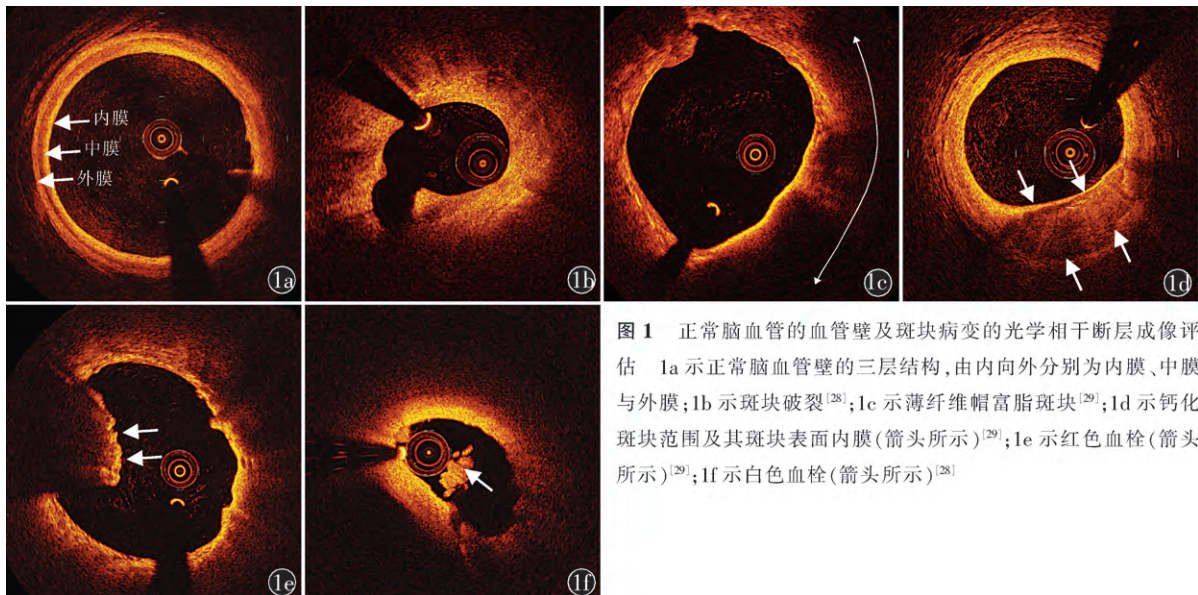 内膜
中膜
外膜
1a
1b
1c
1d
1e
1f
图 1 正常脑血管的血管壁及斑块病变的光学相干断层成像评
估 1a 示正常脑血管壁的三层结构,由内向外分别为内膜、中膜
与外膜;1b 示斑块破裂[28];1c 示薄纤维帽富脂斑块[29];1d 示钙化
斑块范围及其斑块表面内膜(箭头所示)[29];1e 示红色血栓(箭头
所示)[29];1f 示白色血栓(箭头所示)[28]